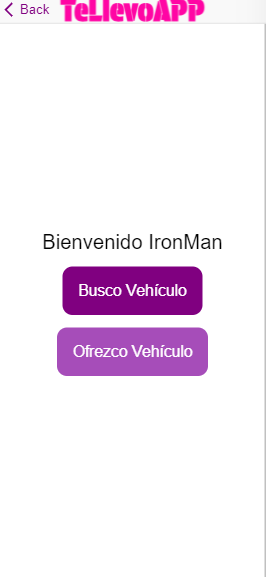 Back TeLlevoAPP
Bienvenido IronMan
Busco Vehículo
Ofrezco Vehículo